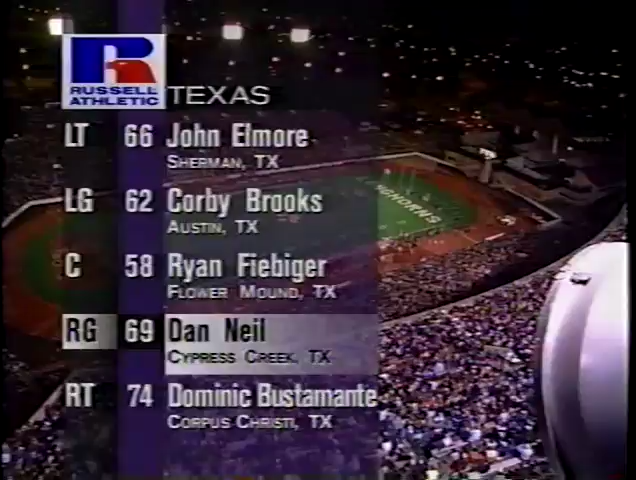 RUSSELL
ATHLETIC
TEXAS
LT 66 John Elmore
SHERMAN, TX
LG 62 Corby Brooks
AUSTIN, TX
C 58 Ryan Fiebiger
FLOWER MOUND, TX
RG 69 Dan Neil
CYPRESS CREEK, TX
RT 74 Dominic Bustamante
CORPUS CHRISTI, TX
LONGHORNS